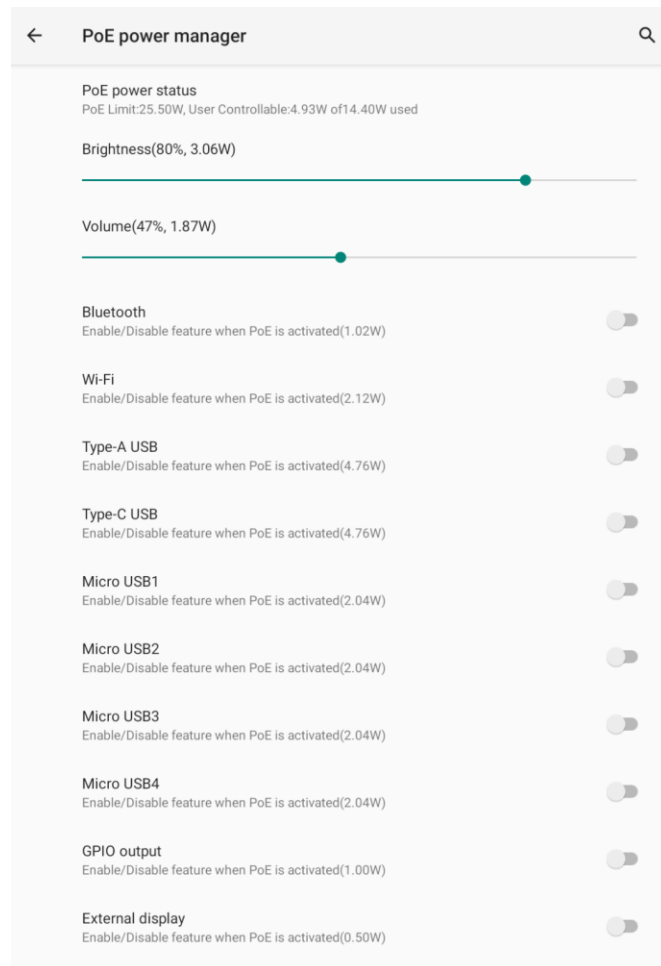 PoE power manager
PoE power status
PoE Limit:25.50W, User Controllable:4.93W of14.40W used
Brightness(80%, 3.06W)
Volume(47%, 1.87W)
Bluetooth
Enable/Disable feature when PoE is activated(1.02W)
Wi-Fi
Enable/Disable feature when PoE is activated(2.12W)
Type-A USB
Enable/Disable feature when PoE is activated(4.76W)
Type-C USB
Enable/Disable feature when PoE is activated(4.76W)
Micro USB1
Enable/Disable feature when PoE is activated(2.04W)
Micro USB2
Enable/Disable feature when PoE is activated(2.04W)
Micro USB3
Enable/Disable feature when PoE is activated(2.04W)
Micro USB4
Enable/Disable feature when PoE is activated(2.04W)
GPIO output
Enable/Disable feature when PoE is activated(1.00W)
External display
Enable/Disable feature when PoE is activated(0.50W)